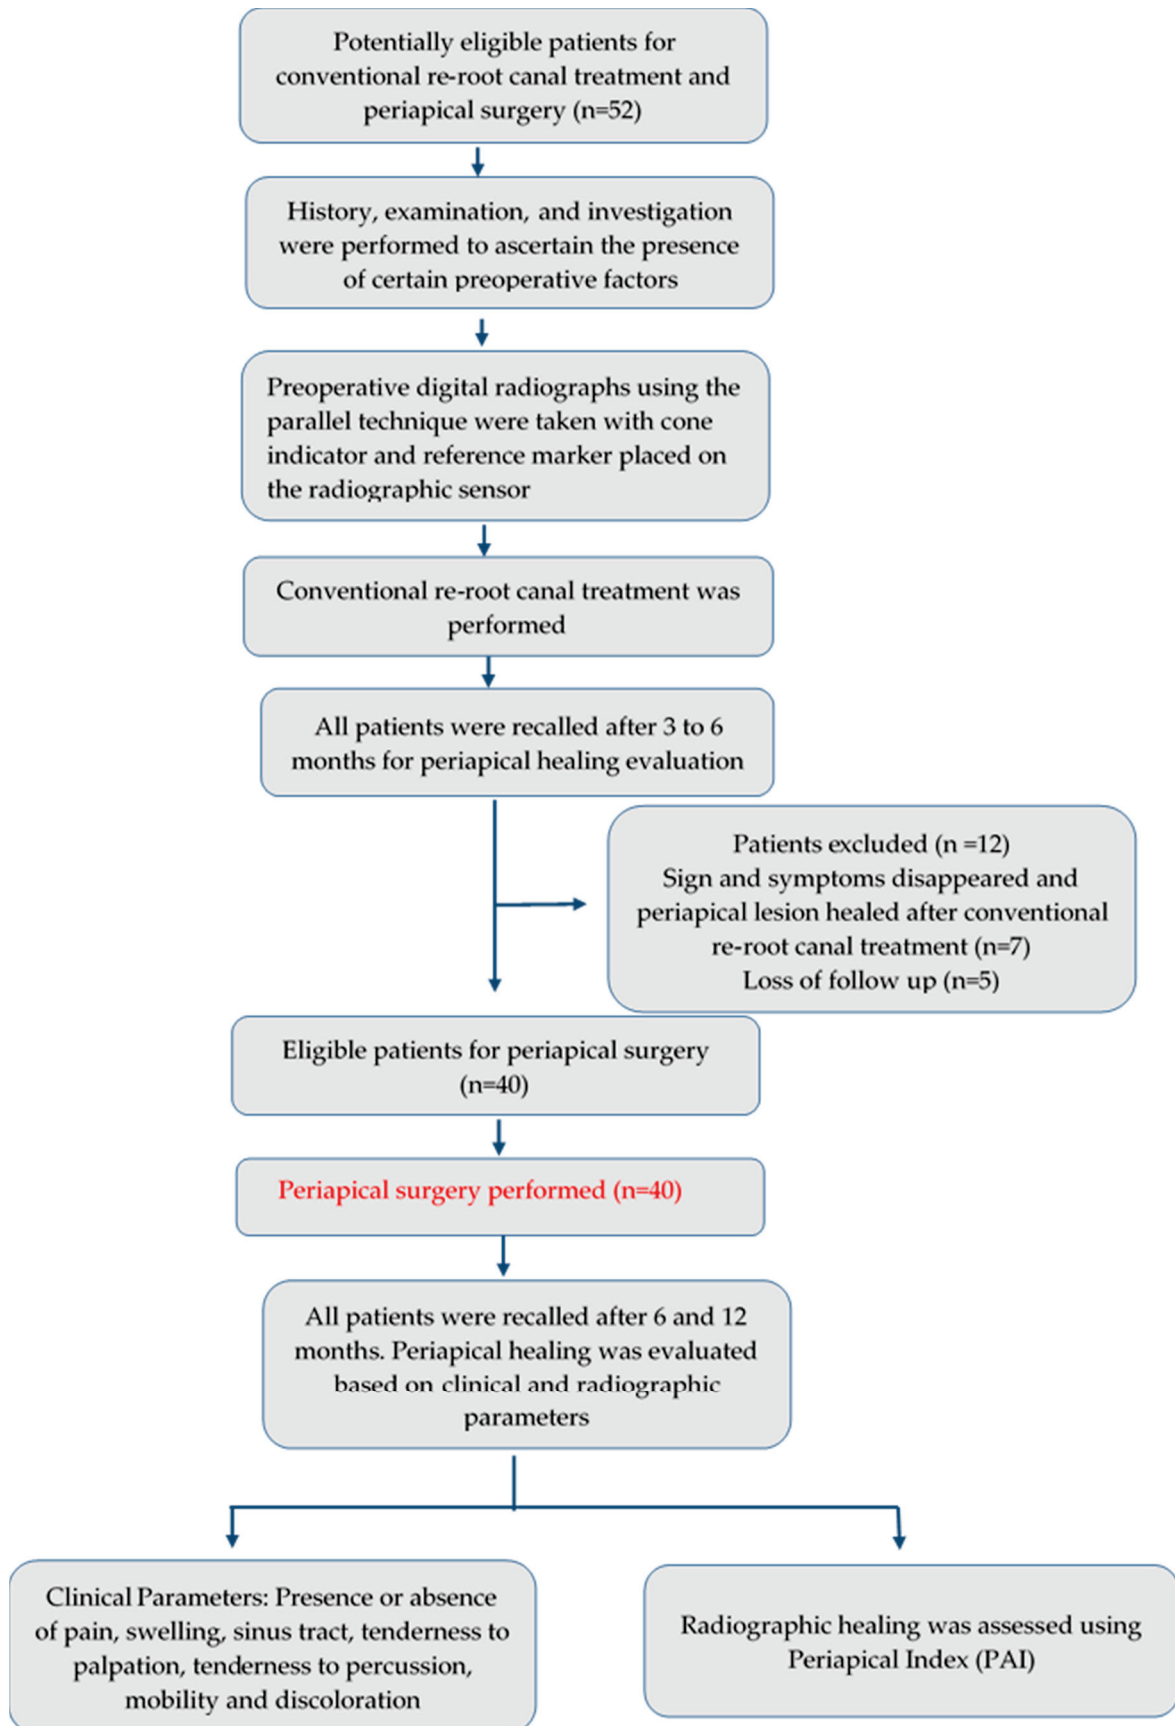 Potentially eligible patients for
conventional re-root canal treatment and
periapical surgery (n=52)
History, examination, and investigation
were performed to ascertain the presence
of certain preoperative factors
Preoperative digital radiographs using the
parallel technique were taken with cone
indicator and reference marker placed on
the radiographic sensor
Conventional re-root canal treatment was
performed
All patients were recalled after 3 to 6
months for periapical healing evaluation
Patients excluded (n =12)
Sign and symptoms disappeared and
periapical lesion healed after conventional
re-root canal treatment (n=7)
Loss of follow up (n=5)
Eligible patients for periapical surgery
(n=40)
Periapical surgery performed (n=40)
All patients were recalled after 6 and 12
months. Periapical healing was evaluated
based on clinical and radiographic
parameters
Clinical Parameters: Presence or absence
of pain, swelling, sinus tract, tenderness to
palpation, tenderness to percussion,
mobility and discoloration
Radiographic healing was assessed using
Periapical Index (PAI)